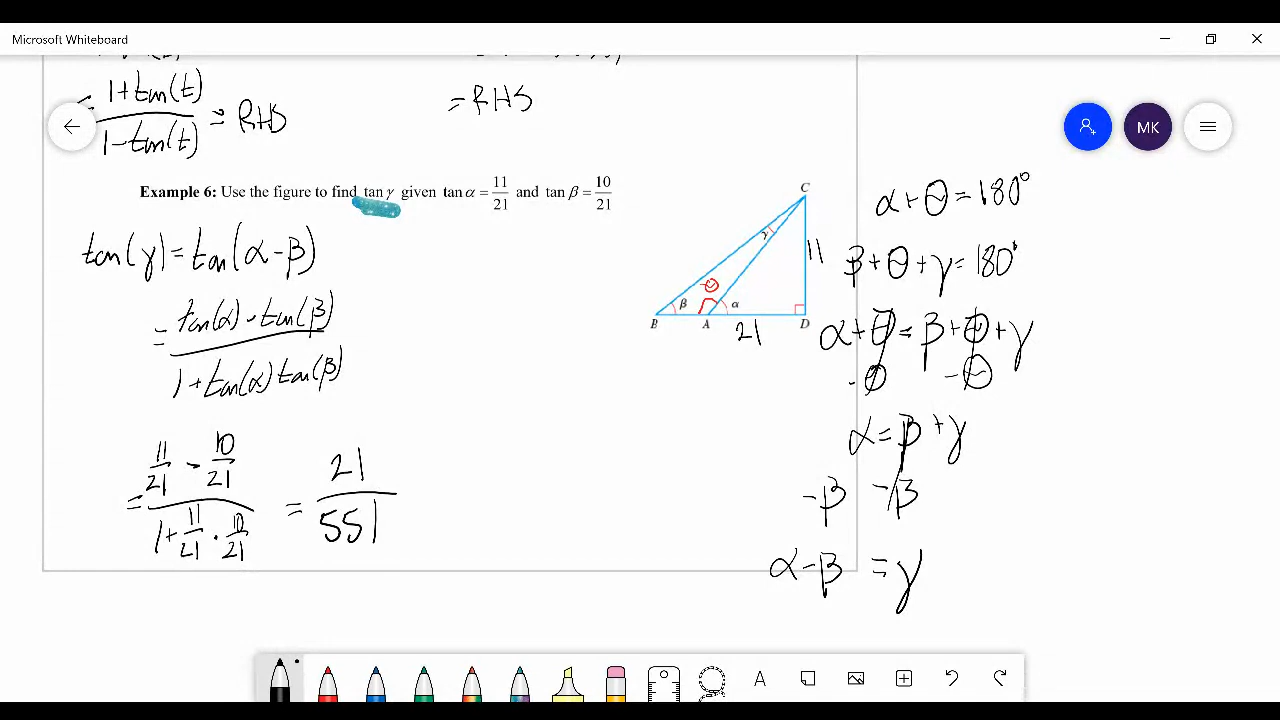 Microsoft Whiteboard
= 1+tan(t) / 1-tan(t) = RHS
= RHS
MK
Example 6: Use the figure to find tan γ given tan α = 11/21 and tan β = 10/21
tan(γ) = tan(α - β)
= tan(α) - tan(β) / 1 + tan(α) tan(β)
= 11/21 - 10/21 / 1 + 11/21 · 10/21 = 21/551
C
γ
11
θ
β
α
B
A
D
21
α + θ = 180°
β + θ + γ = 180°
α + θ = β + θ + γ
- θ - θ
α = β + γ
- β - β
α - β = γ
A